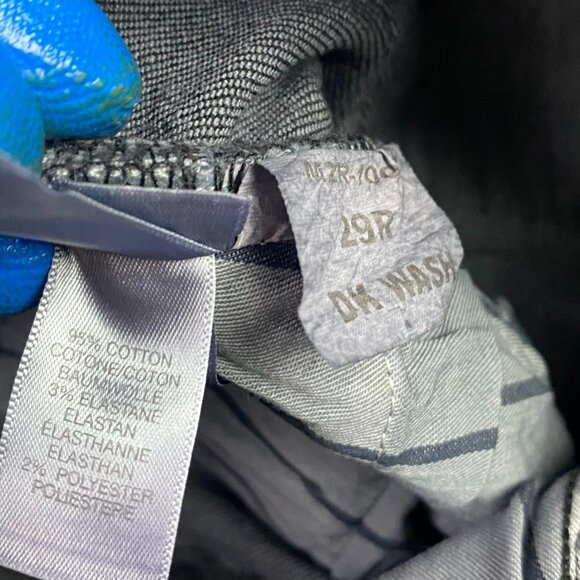 29R
DK WASH
95% COTTON
COTONE/COTON
BAUMWOLLE
3% ELASTANE
ELASTAN
ELASTHANNE
ELASTHAN
2% POLYESTER
POLIESTERE